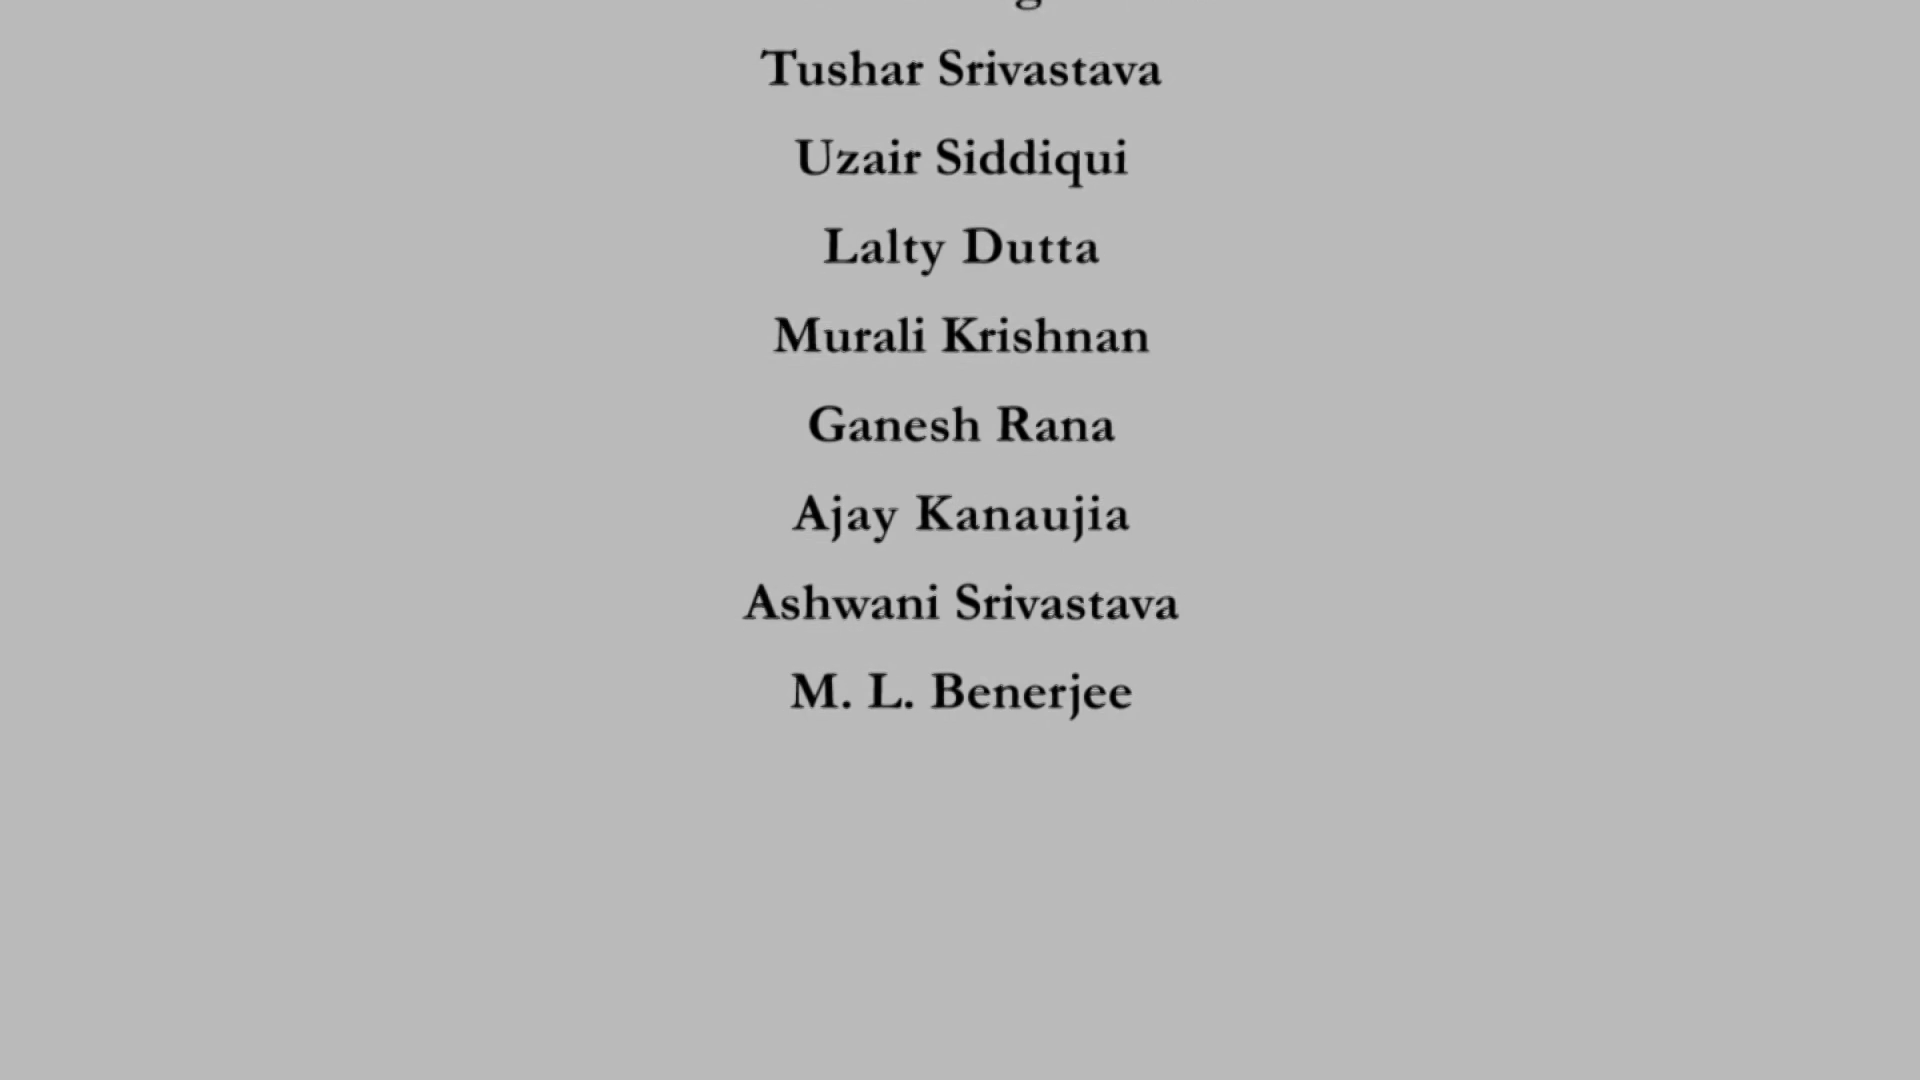 Tushar Srivastava
Uzair Siddiqui
Lalty Dutta
Murali Krishnan
Ganesh Rana
Ajay Kanaujia
Ashwani Srivastava
M. L. Benerjee